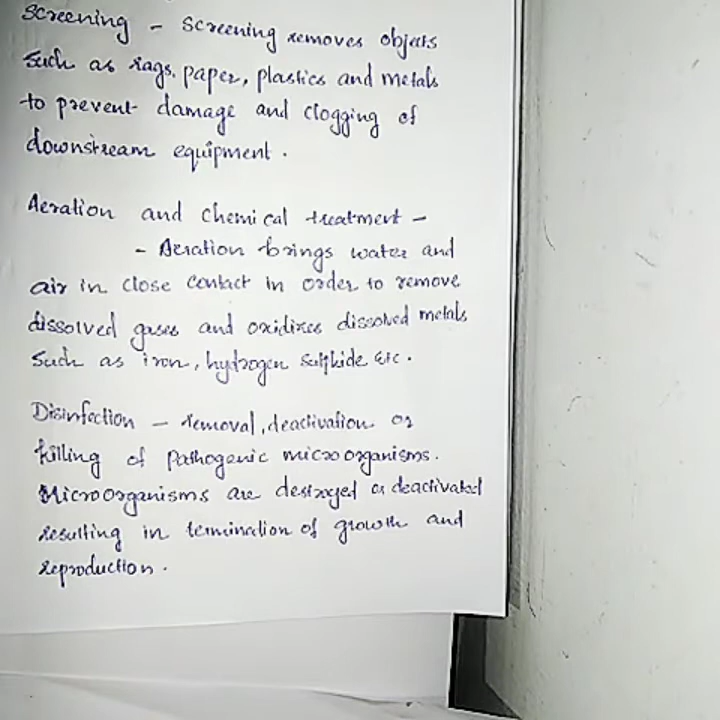 Screening - Screening removes objects
such as rags, paper, plastics and metals
to prevent damage and clogging of
downstream equipment.
Aeration and chemical treatment -
- Aeration brings water and
air in close contact in order to remove
dissolved gases and oxidizes dissolved metals
such as iron, hydrogen sulphide etc.
Disinfection - removal, deactivation or
killing of pathogenic microorganisms.
Microorganisms are destroyed or deactivated
resulting in termination of growth and
reproduction.